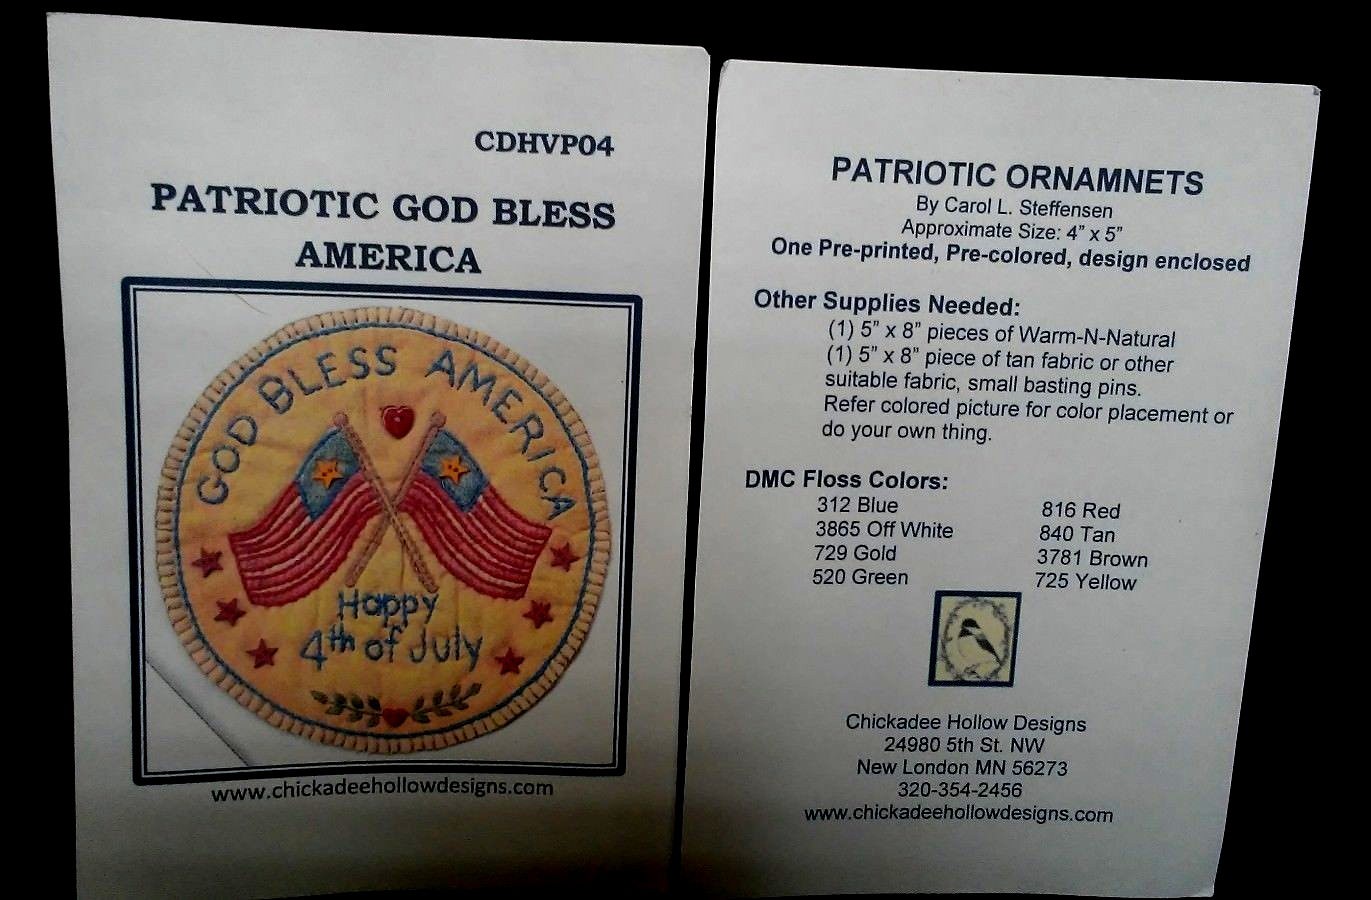 CDHVP04
PATRIOTIC GOD BLESS
AMERICA
GOD BLESS AMERICA
Happy
4th of July
www.chickadeehollowdesigns.com
PATRIOTIC ORNAMNETS
By Carol L. Steffensen
Approximate Size: 4" x 5"
One Pre-printed, Pre-colored, design enclosed
Other Supplies Needed:
(1) 5" x 8" pieces of Warm-N-Natural
(1) 5" x 8" piece of tan fabric or other
suitable fabric, small basting pins.
Refer colored picture for color placement or
do your own thing.
DMC Floss Colors:
312 Blue 816 Red
3865 Off White 840 Tan
729 Gold 3781 Brown
520 Green 725 Yellow
Chickadee Hollow Designs
24980 5th St. NW
New London MN 56273
320-354-2456
www.chickadeehollowdesigns.com